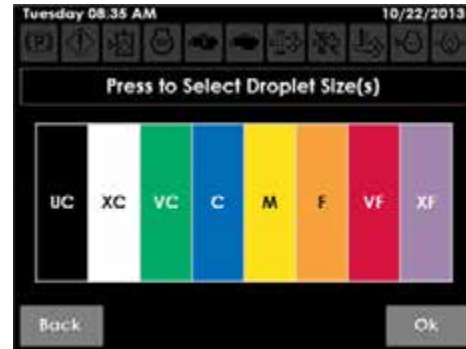 Tuesday 08:35 AM 10/22/2013
Press to Select Droplet Size(s)
UC XC VC C M F VF XF
Back Ok